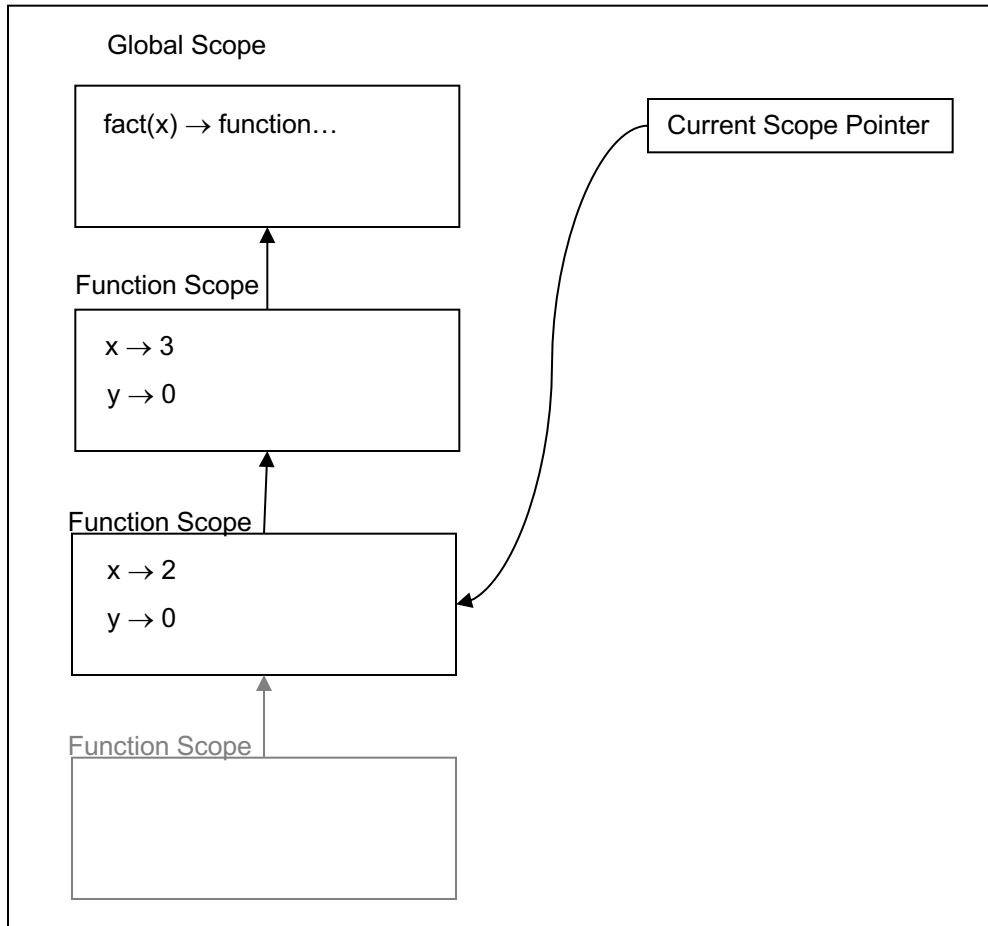 Global Scope
fact(x) → function…
Current Scope Pointer
Function Scope
x → 3
y → 0
Function Scope
x → 2
y → 0
Function Scope